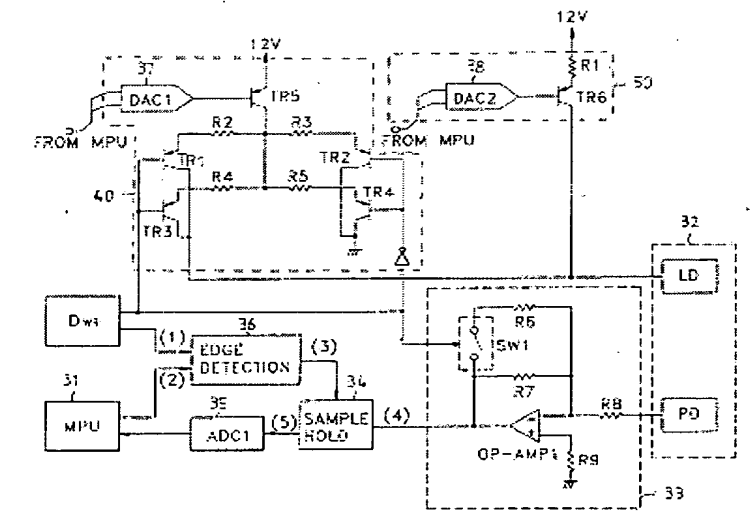 12V
12V
37
DAC1
TR5
38
DAC2
R1
TR6
50
FROM MPU
FROM MPU
R2
R3
TR1
TR2
R4
R5
TR3
TR4
40
32
LD
PD
(1)
36
EDGE
DETECTION
(3)
(2)
31
MPU
35
ADC1
(5)
34
SAMPLE
HOLD
(4)
SW1
R6
R7
R8
R9
OP-AMP1
33